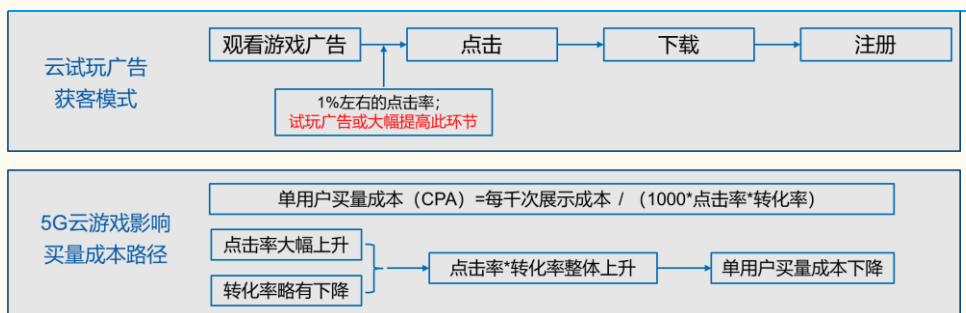 云试玩广告
获客模式
观看游戏广告
点击
下载
注册
1%左右的点击率；
试玩广告或大幅提高此环节
5G云游戏影响
买量成本路径
单用户买量成本（CPA）=每千次展示成本 / （1000*点击率*转化率）
点击率大幅上升
转化率略有下降
点击率*转化率整体上升
单用户买量成本下降